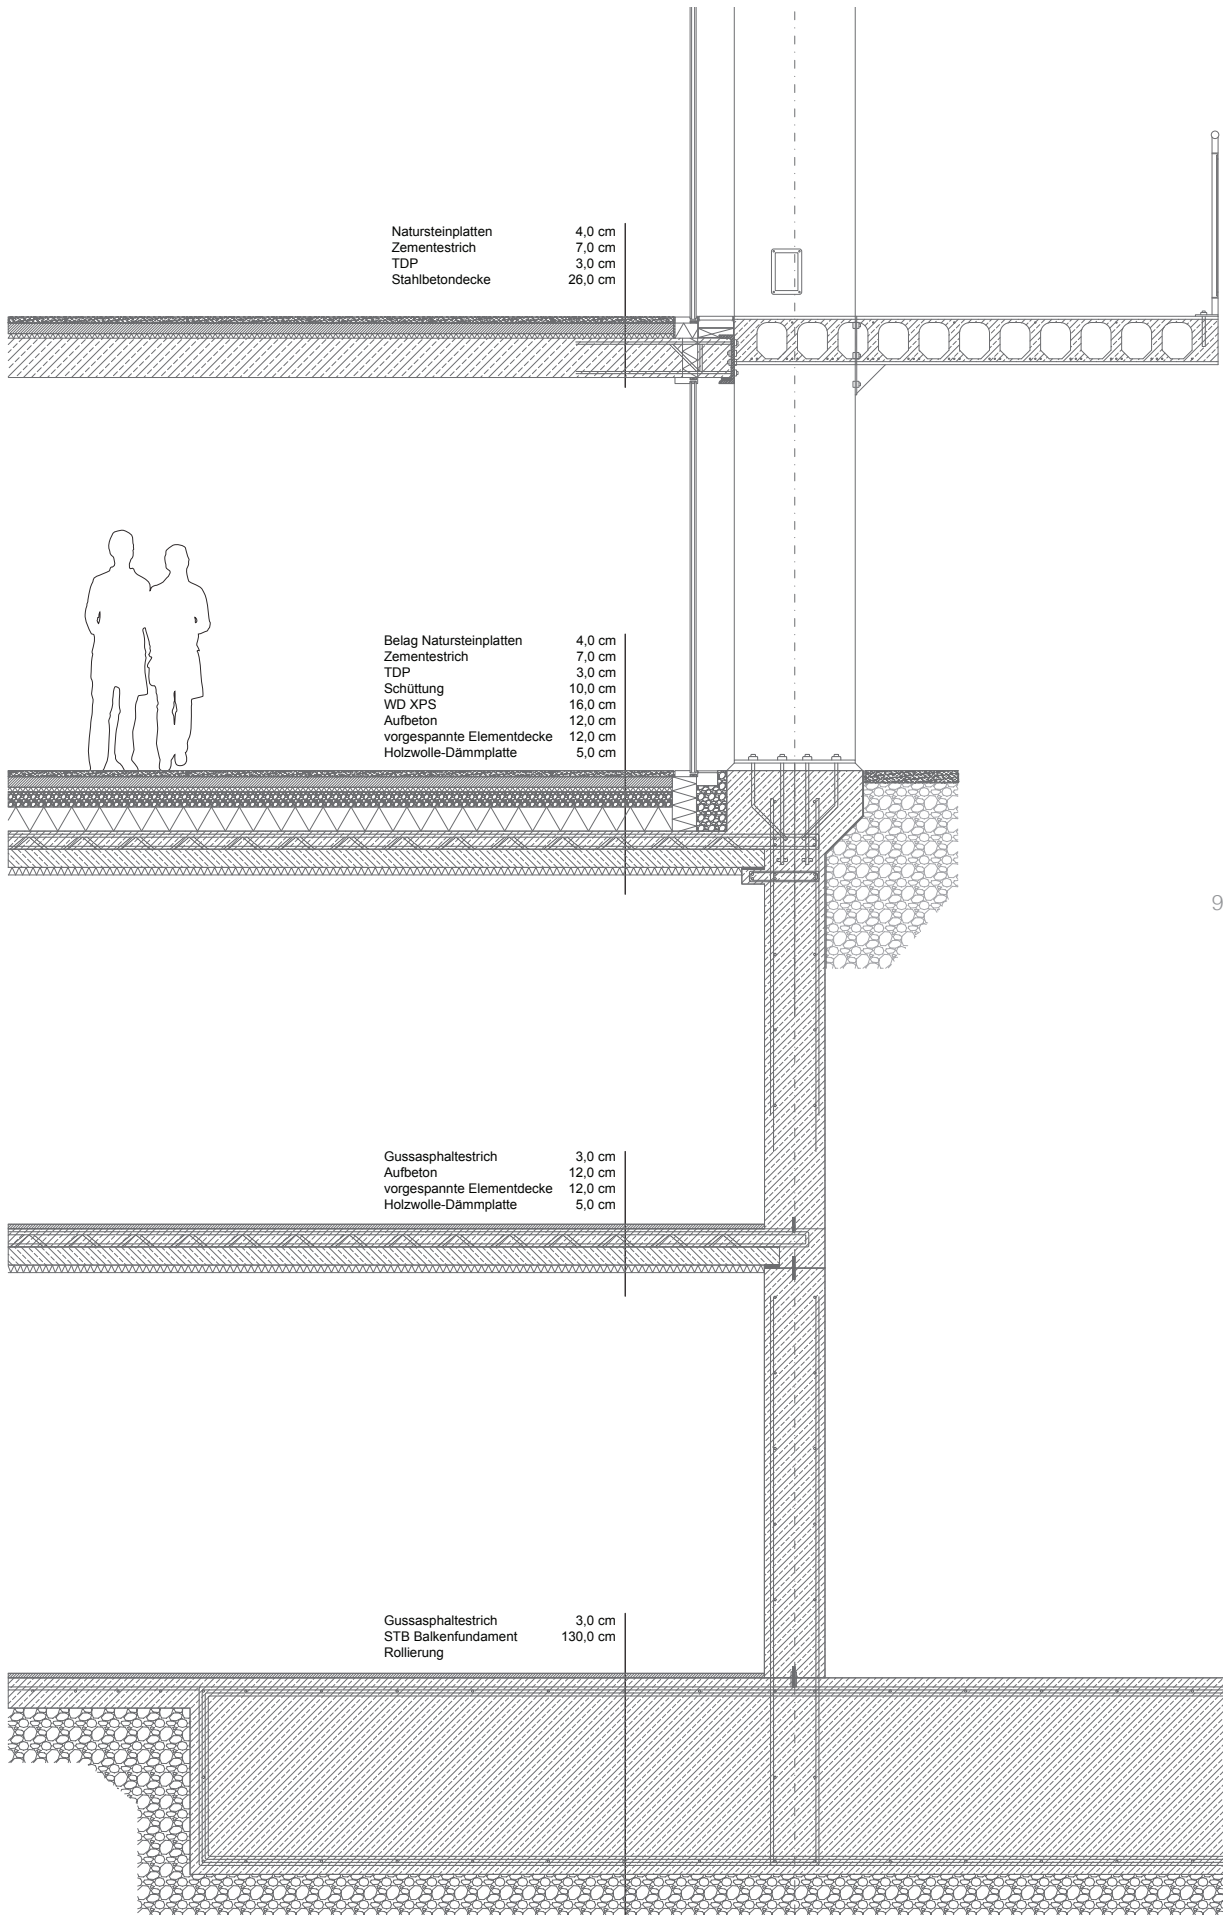 Natursteinplatten 4,0 cm
Zementestrich 7,0 cm
TDP 3,0 cm
Stahlbetondecke 26,0 cm
Belag Natursteinplatten 4,0 cm
Zementestrich 7,0 cm
TDP 3,0 cm
Schüttung 10,0 cm
WD XPS 16,0 cm
Aufbeton 12,0 cm
vorgespannte Elementdecke 12,0 cm
Holzwolle-Dämmplatte 5,0 cm
9
Gussasphaltestrich 3,0 cm
Aufbeton 12,0 cm
vorgespannte Elementdecke 12,0 cm
Holzwolle-Dämmplatte 5,0 cm
Gussasphaltestrich 3,0 cm
STB Balkenfundament 130,0 cm
Rollierung